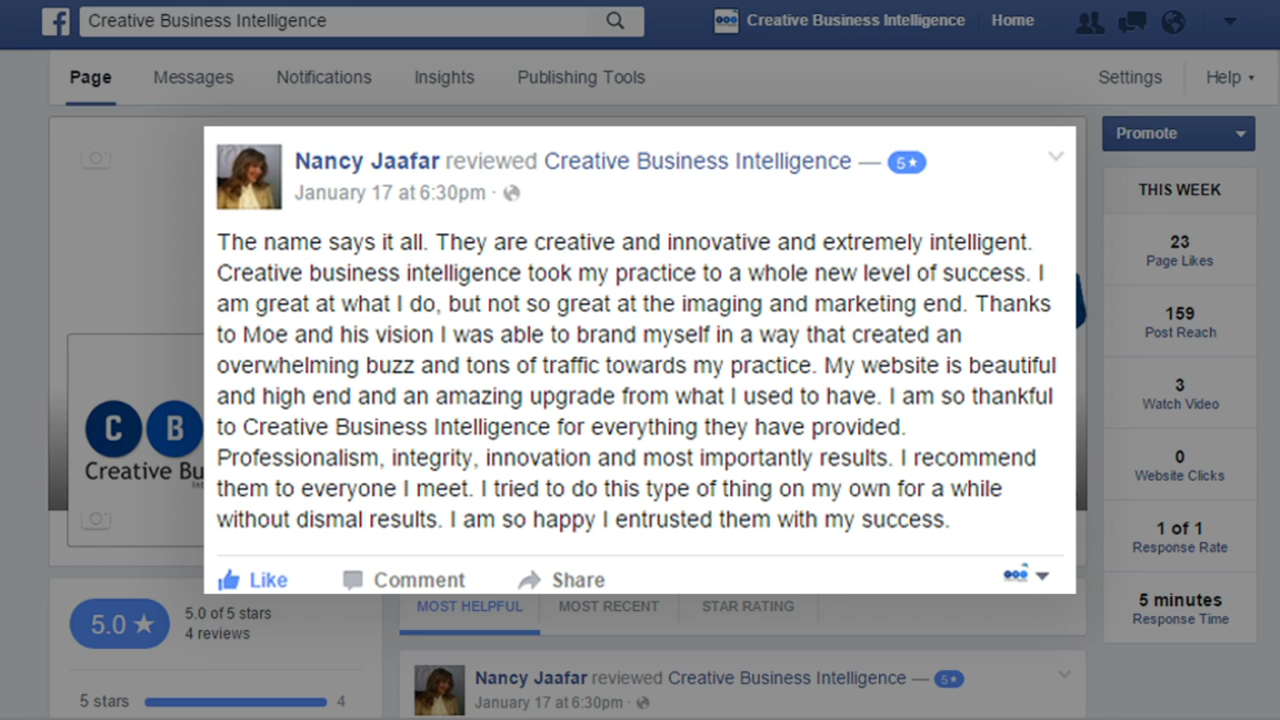 Creative Business Intelligence
Creative Business Intelligence Home
Page Messages Notifications Insights Publishing Tools Settings Help
Promote
Nancy Jaafar reviewed Creative Business Intelligence — 5★
January 17 at 6:30pm ·
The name says it all. They are creative and innovative and extremely intelligent.
Creative business intelligence took my practice to a whole new level of success. I
am great at what I do, but not so great at the imaging and marketing end. Thanks
to Moe and his vision I was able to brand myself in a way that created an
overwhelming buzz and tons of traffic towards my practice. My website is beautiful
and high end and an amazing upgrade from what I used to have. I am so thankful
to Creative Business Intelligence for everything they have provided.
Professionalism, integrity, innovation and most importantly results. I recommend
them to everyone I meet. I tried to do this type of thing on my own for a while
without dismal results. I am so happy I entrusted them with my success.
Like Comment Share
THIS WEEK
23
Page Likes
159
Post Reach
3
Watch Video
0
Website Clicks
1 of 1
Response Rate
5 minutes
Response Time
C B
Creative Bu
In
5.0 ★
5.0 of 5 stars
4 reviews
5 stars 4
MOST HELPFUL MOST RECENT STAR RATING
Nancy Jaafar reviewed Creative Business Intelligence — 5★
January 17 at 6:30pm ·